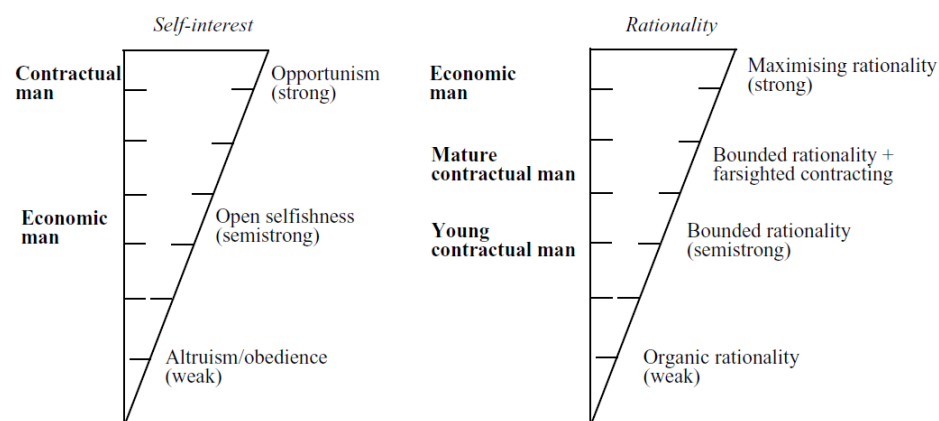 Self-interest
Contractual
man
Opportunism
(strong)
Economic
man
Open selfishness
(semistrong)
Altruism/obedience
(weak)
Rationality
Economic
man
Maximising rationality
(strong)
Mature
contractual man
Bounded rationality +
farsighted contracting
Young
contractual man
Bounded rationality
(semistrong)
Organic rationality
(weak)